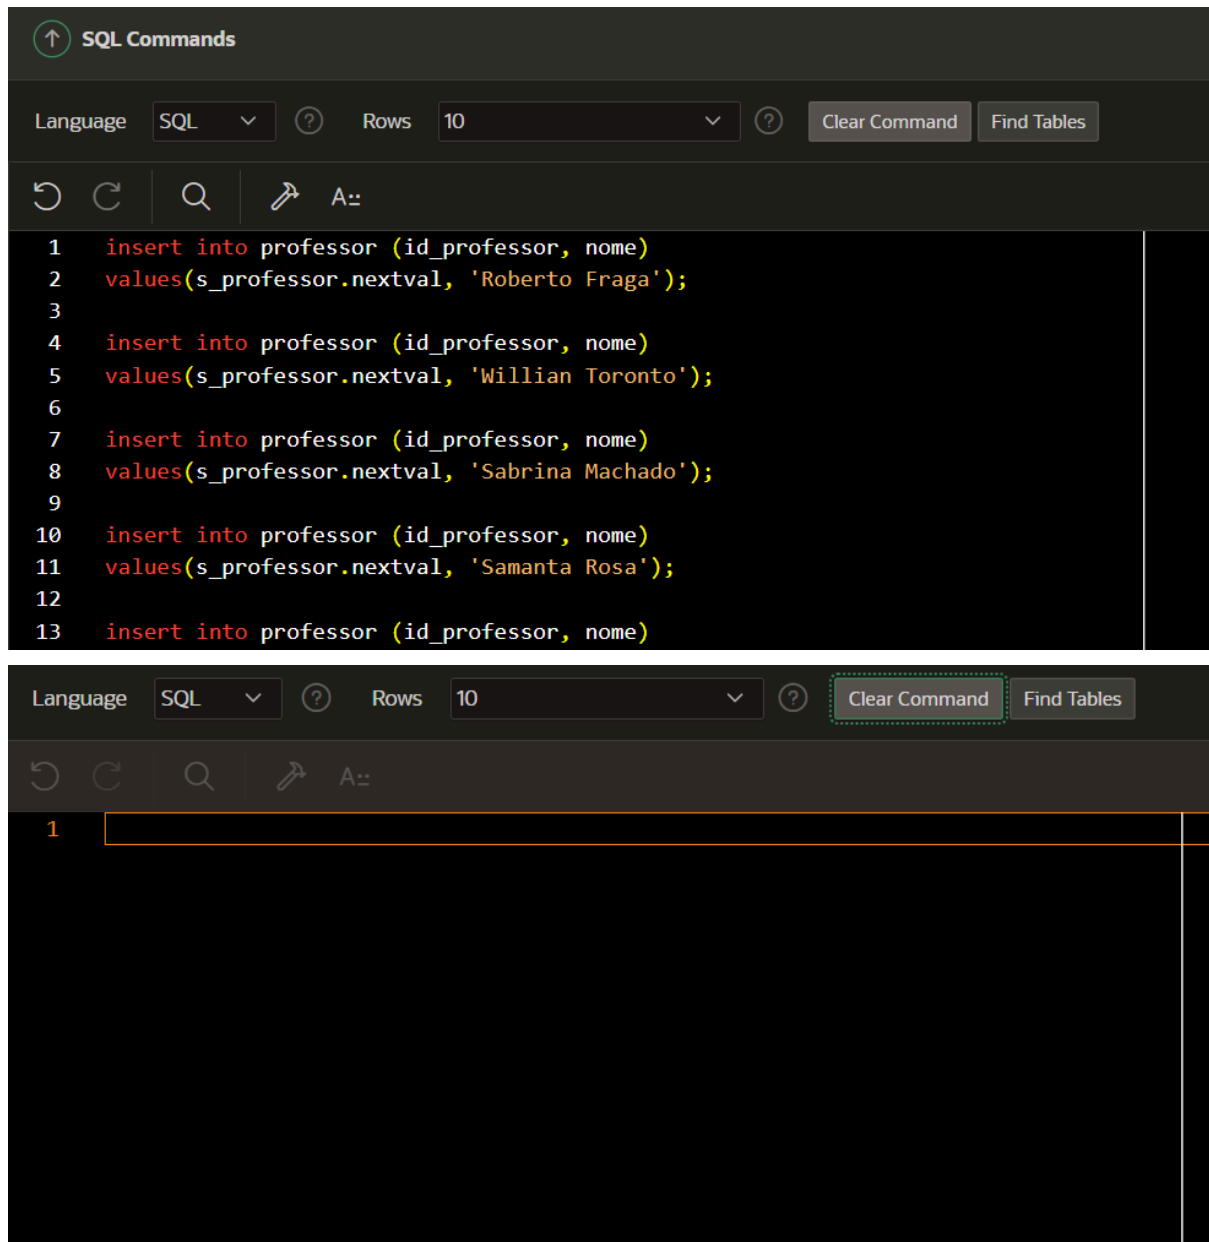 SQL Commands
Language SQL ? Rows 10 ? Clear Command Find Tables
A::
1 insert into professor (id_professor, nome)
2 values(s_professor.nextval, 'Roberto Fraga');
3
4 insert into professor (id_professor, nome)
5 values(s_professor.nextval, 'Willian Toronto');
6
7 insert into professor (id_professor, nome)
8 values(s_professor.nextval, 'Sabrina Machado');
9
10 insert into professor (id_professor, nome)
11 values(s_professor.nextval, 'Samanta Rosa');
12
13 insert into professor (id_professor, nome)
Language SQL ? Rows 10 ? Clear Command Find Tables
A::
1